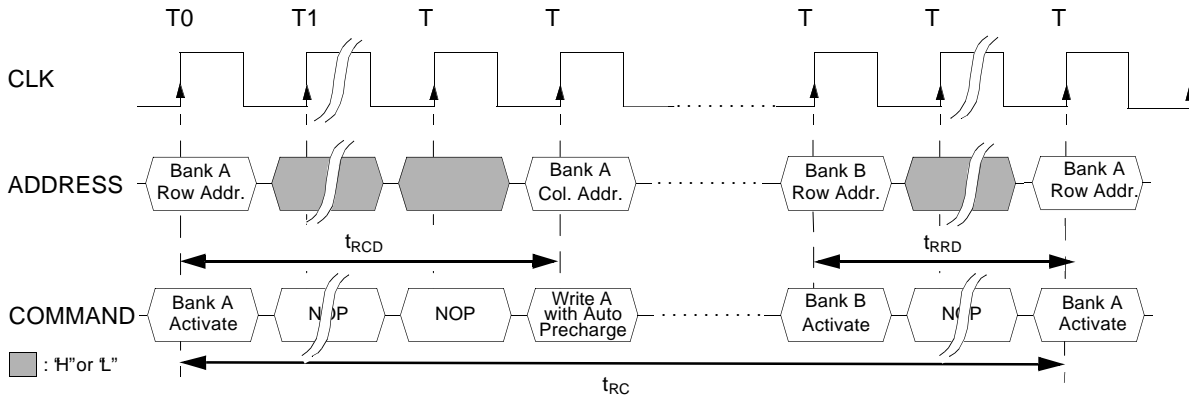 T0 T1 T T T T T
CLK
ADDRESS
Bank A
Row Addr.
Bank A
Col. Addr.
Bank B
Row Addr.
Bank A
Row Addr.
tRCD
tRRD
COMMAND
Bank A
Activate
NOP
NOP
Write A
with Auto
Precharge
Bank B
Activate
NOP
Bank A
Activate
: "H" or "L"
tRC